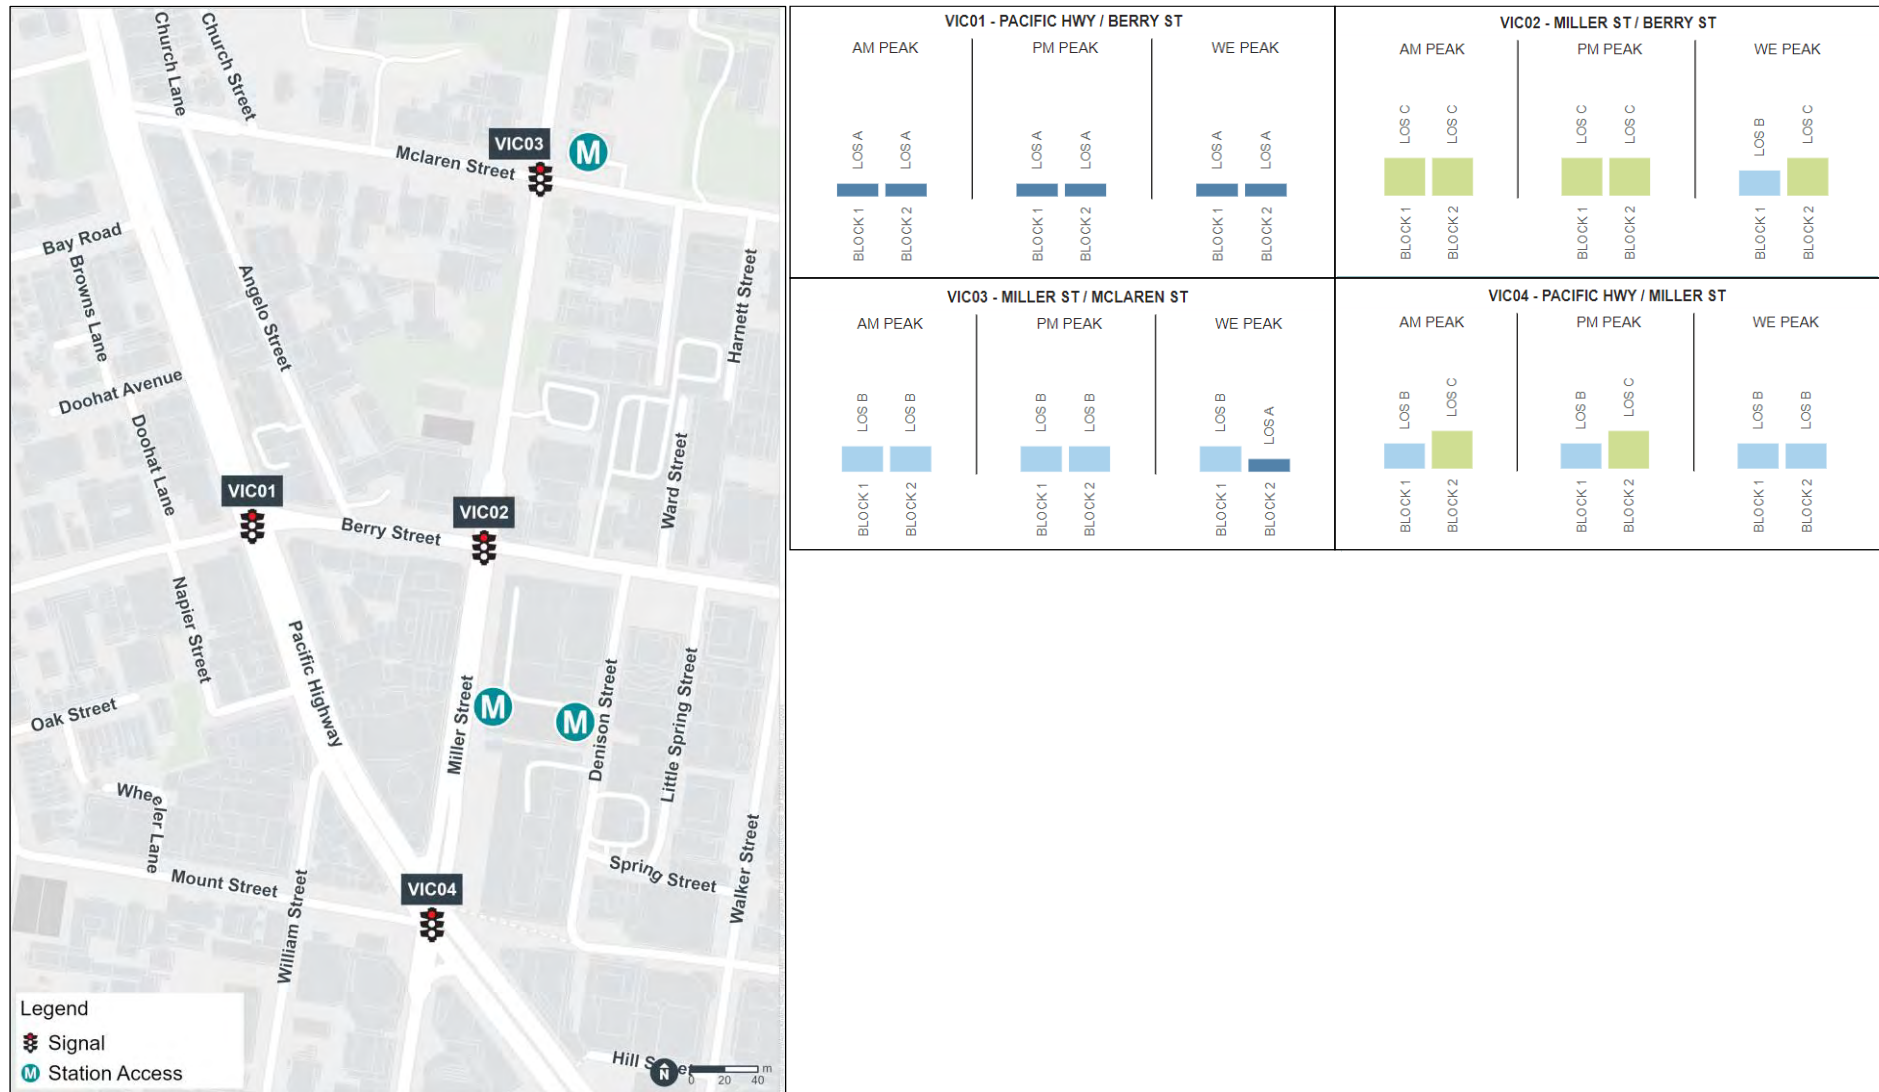 Church Lane
Church Street
VIC03
M
Mclaren Street
Bay Road
Browns Lane
Angelo Street
Harnett Street
Doohat Avenue
Doohat Lane
Ward Street
VIC01
VIC02
Berry Street
Napier Street
Pacific Highway
Miller Street
M
M
Denison Street
Little Spring Street
Oak Street
Wheeler Lane
Mount Street
VIC04
Spring Street
Walker Street
William Street
Hill Street
Legend
Signal
M Station Access
N
0 20 40 m
VIC01 - PACIFIC HWY / BERRY ST
AM PEAK PM PEAK WE PEAK
LOS A LOS A LOS A LOS A LOS A LOS A
BLOCK 1 BLOCK 2 BLOCK 1 BLOCK 2 BLOCK 1 BLOCK 2
VIC02 - MILLER ST / BERRY ST
AM PEAK PM PEAK WE PEAK
LOS C LOS C LOS C LOS C LOS B LOS C
BLOCK 1 BLOCK 2 BLOCK 1 BLOCK 2 BLOCK 1 BLOCK 2
VIC03 - MILLER ST / MCLAREN ST
AM PEAK PM PEAK WE PEAK
LOS B LOS B LOS B LOS B LOS B LOS A
BLOCK 1 BLOCK 2 BLOCK 1 BLOCK 2 BLOCK 1 BLOCK 2
VIC04 - PACIFIC HWY / MILLER ST
AM PEAK PM PEAK WE PEAK
LOS B LOS C LOS B LOS C LOS B LOS B
BLOCK 1 BLOCK 2 BLOCK 1 BLOCK 2 BLOCK 1 BLOCK 2